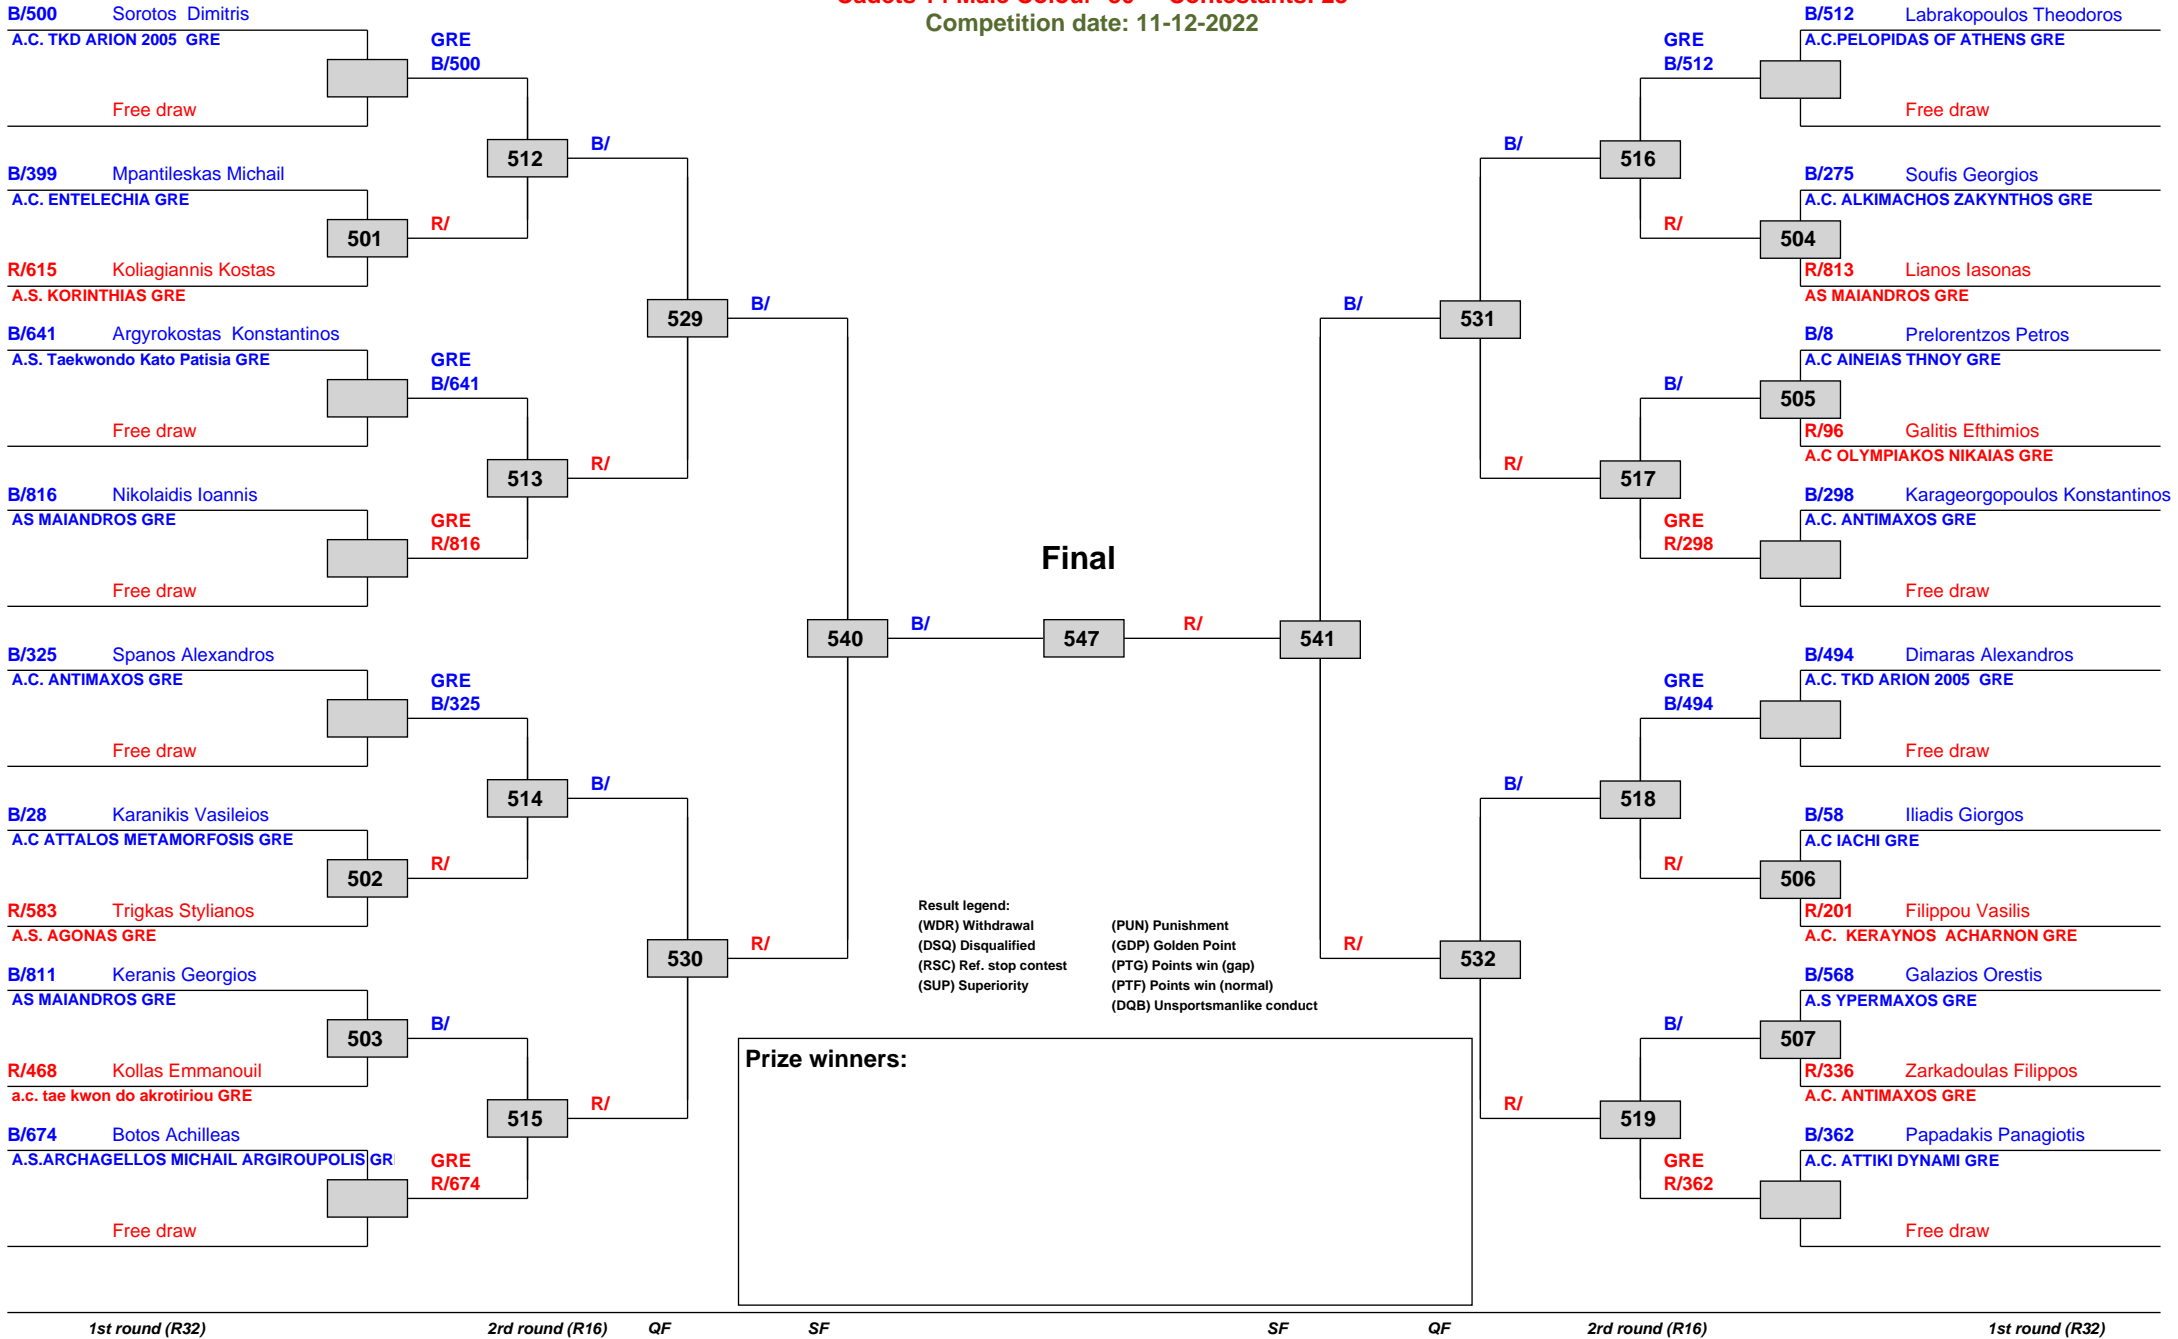 Competition date: 11-12-2022
B/500 Sorotos Dimitris
A.C. TKD ARION 2005 GRE
Free draw
B/399 Mpantileskas Michail
A.C. ENTELECHIA GRE
501
R/615 Koliagiannis Kostas
A.S. KORINTHIAS GRE
B/641 Argyrokostas Konstantinos
A.S. Taekwondo Kato Patisia GRE
Free draw
B/816 Nikolaidis Ioannis
AS MAIANDROS GRE
Free draw
B/325 Spanos Alexandros
A.C. ANTIMAXOS GRE
Free draw
B/28 Karanikis Vasileios
A.C ATTALOS METAMORFOSIS GRE
502
R/583 Trigkas Stylianos
A.S. AGONAS GRE
B/811 Keranis Georgios
AS MAIANDROS GRE
503
R/468 Kollas Emmanouil
a.c. tae kwon do akrotiriou GRE
B/674 Botos Achilleas
A.S.ARCHAGELLOS MICHAIL ARGIROUPOLIS GR
Free draw
GRE
B/500
512
R/
GRE
B/641
513
GRE
R/816
GRE
B/325
514
R/
B/
515
GRE
R/674
B/
529
R/
B/
530
R/
B/
540
R/
B/
Final
547
R/
B/
541
R/
B/
531
R/
B/
532
R/
GRE
B/512
516
R/
B/
517
GRE
R/298
GRE
B/494
518
R/
B/
519
GRE
R/362
B/512 Labrakopoulos Theodoros
A.C.PELOPIDAS OF ATHENS GRE
Free draw
B/275 Soufis Georgios
A.C. ALKIMACHOS ZAKYNTHOS GRE
504
R/813 Lianos Iasonas
AS MAIANDROS GRE
B/8 Prelorentzos Petros
A.C AINEIAS THNOY GRE
505
R/96 Galitis Efthimios
A.C OLYMPIAKOS NIKAIAS GRE
B/298 Karageorgopoulos Konstantinos
A.C. ANTIMAXOS GRE
Free draw
B/494 Dimaras Alexandros
A.C. TKD ARION 2005 GRE
Free draw
B/58 Iliadis Giorgos
A.C IACHI GRE
506
R/201 Filippou Vasilis
A.C. KERAYNOS ACHARNON GRE
B/568 Galazios Orestis
A.S YPERMAXOS GRE
507
R/336 Zarkadoulas Filippos
A.C. ANTIMAXOS GRE
B/362 Papadakis Panagiotis
A.C. ATTIKI DYNAMI GRE
Free draw
Result legend:
(WDR) Withdrawal (PUN) Punishment
(DSQ) Disqualified (GDP) Golden Point
(RSC) Ref. stop contest (PTG) Points win (gap)
(SUP) Superiority (PTF) Points win (normal)
(DQB) Unsportsmanlike conduct
Prize winners:
1st round (R32) 2rd round (R16) QF SF SF QF 2rd round (R16) 1st round (R32)